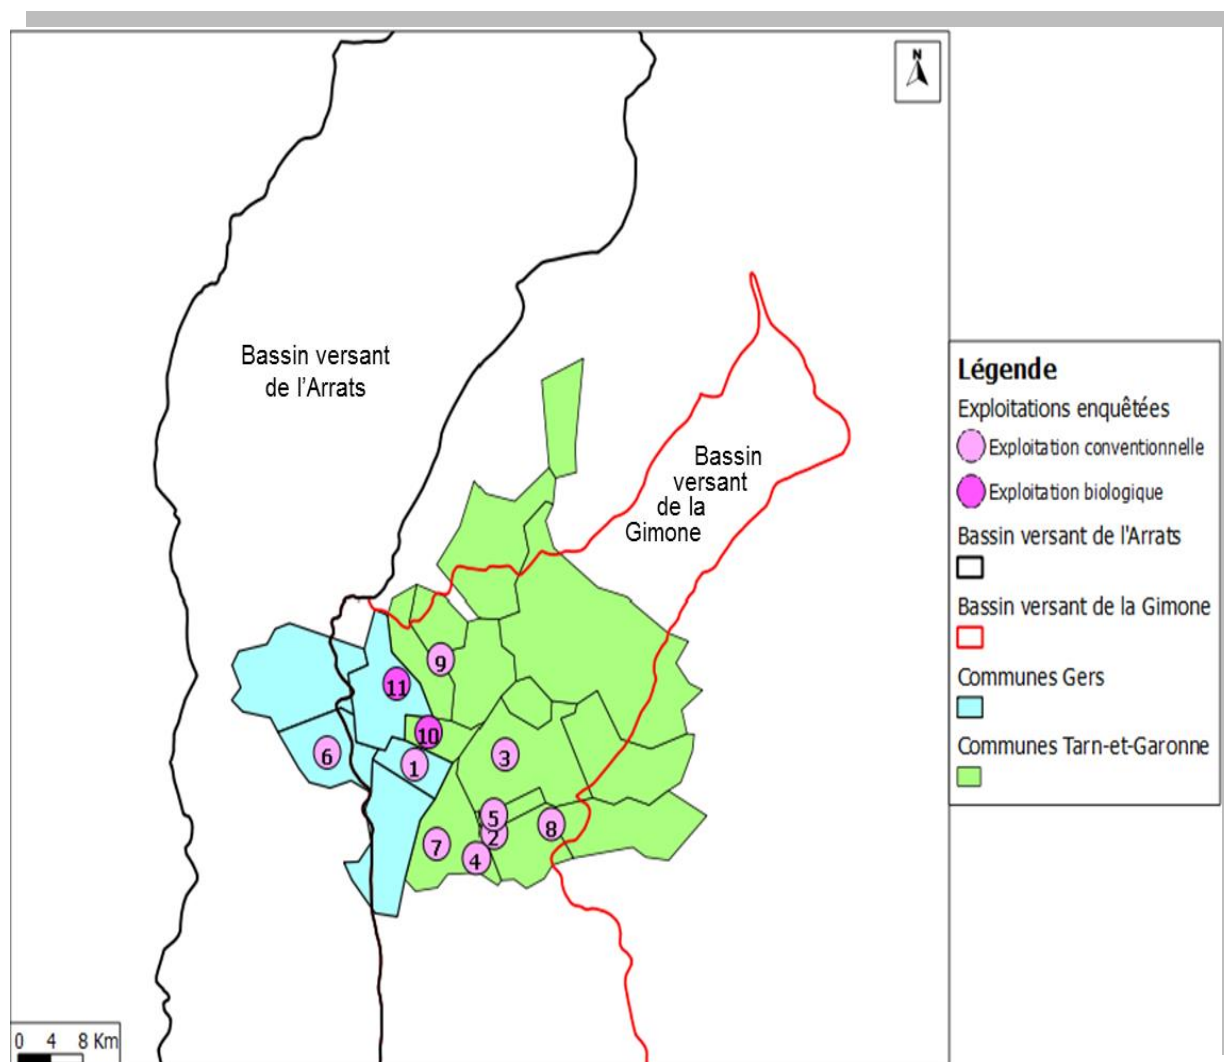 N
Bassin versant
de l'Arrats
Bassin
versant
de la
Gimone
9
11
10
6
1
3
5
2
8
7
4
0 4 8 Km
Légende
Exploitations enquêtées
Exploitation conventionnelle
Exploitation biologique
Bassin versant de l'Arrats
Bassin versant de la Gimone
Communes Gers
Communes Tarn-et-Garonne